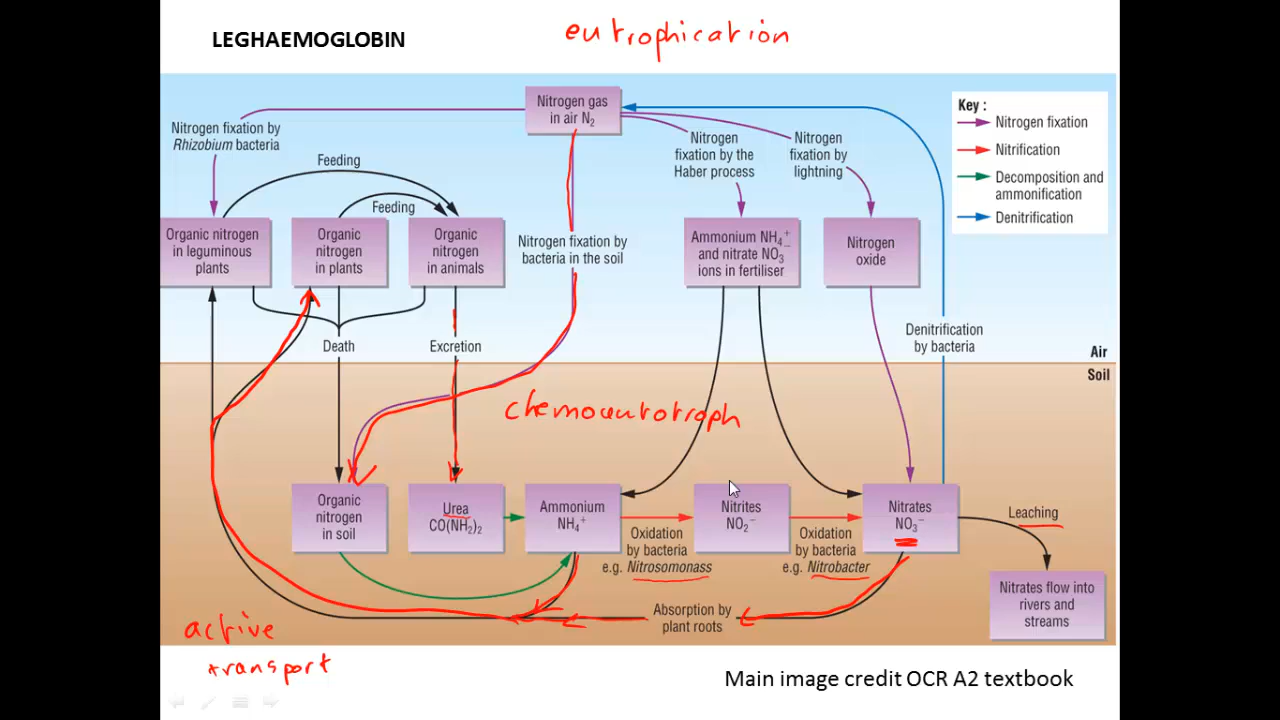 LEGHAEMOGLOBIN
eutrophication
Nitrogen gas
in air N₂
Key :
Nitrogen fixation
Nitrification
Decomposition and
ammonification
Denitrification
Nitrogen fixation by
Rhizobium bacteria
Feeding
Feeding
Nitrogen
fixation by the
Haber process
Nitrogen
fixation by
lightning
Organic nitrogen
in leguminous
plants
Organic
nitrogen
in plants
Organic
nitrogen
in animals
Nitrogen fixation by
bacteria in the soil
Ammonium NH₄⁺
and nitrate NO₃⁻
ions in fertiliser
Nitrogen
oxide
Death
Excretion
Denitrification
by bacteria
Air
Soil
chemoautotroph
Organic
nitrogen
in soil
Urea
CO(NH₂)₂
Ammonium
NH₄⁺
Oxidation
by bacteria
e.g. Nitrosomonass
Nitrites
NO₂⁻
Oxidation
by bacteria
e.g. Nitrobacter
Nitrates
NO₃⁻
Leaching
Nitrates flow into
rivers and
streams
Absorption by
plant roots
active
transport
Main image credit OCR A2 textbook